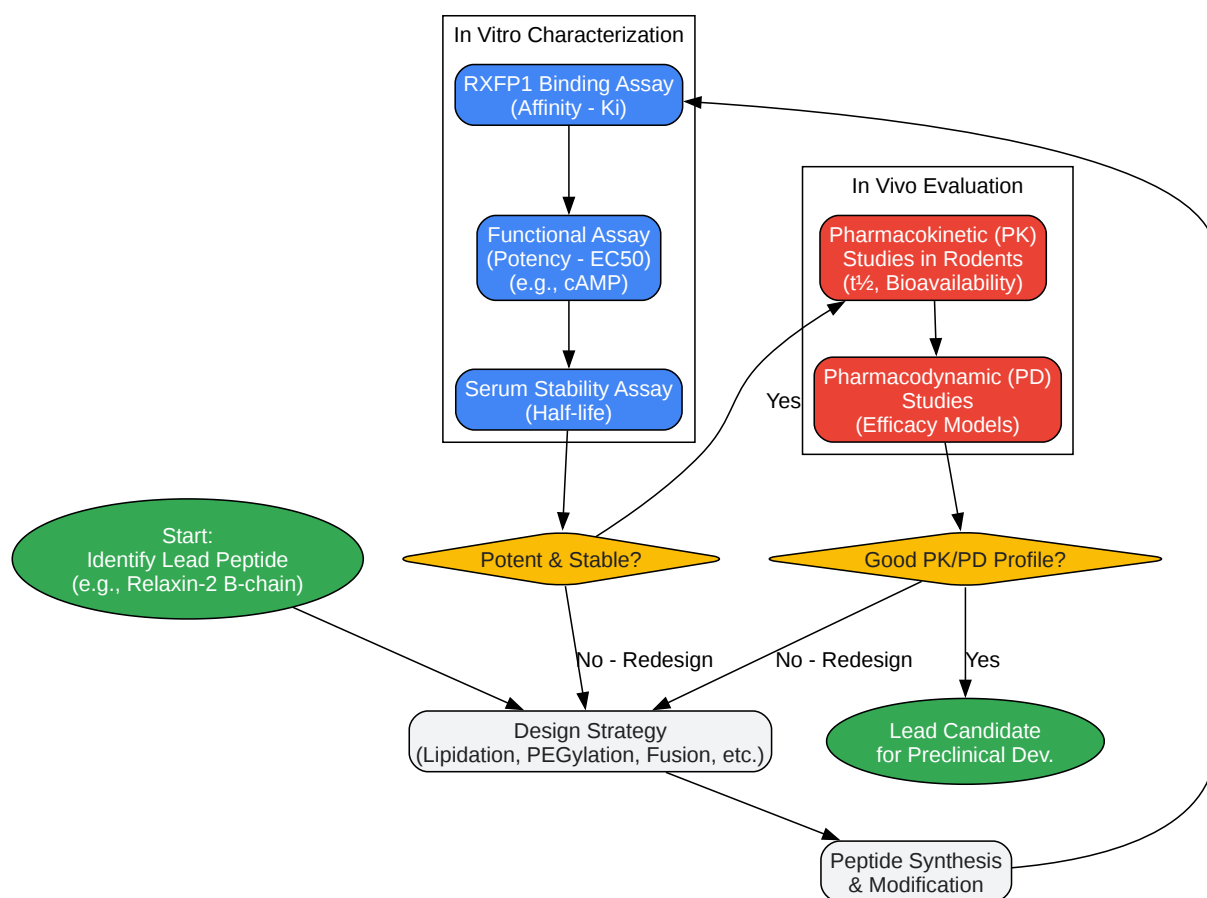 In Vitro Characterization
RXFP1 Binding Assay
(Affinity - Ki)
Functional Assay
(Potency - EC50)
(e.g., cAMP)
Serum Stability Assay
(Half-life)
In Vivo Evaluation
Pharmacokinetic (PK)
Studies in Rodents
(t½, Bioavailability)
Pharmacodynamic (PD)
Studies
(Efficacy Models)
Yes
Start:
Identify Lead Peptide
(e.g., Relaxin-2 B-chain)
Potent & Stable?
Good PK/PD Profile?
No - Redesign
No - Redesign
Yes
Design Strategy
(Lipidation, PEGylation, Fusion, etc.)
Lead Candidate
for Preclinical Dev.
Peptide Synthesis
& Modification